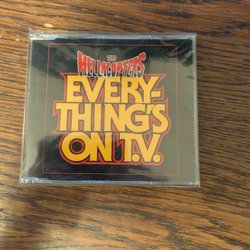 THE
HELLACOPTERS
EVERY-
THING'S
ON T.V.